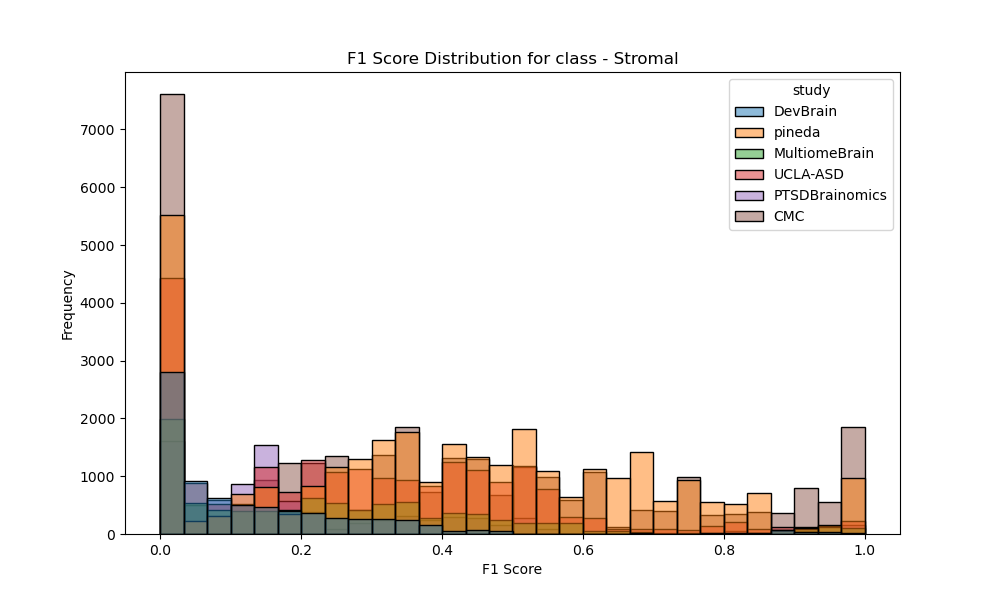 F1 Score Distribution for class - Stromal
study
DevBrain
pineda
MultiomeBrain
UCLA-ASD
PTSDBrainomics
CMC
Frequency
7000
6000
5000
4000
3000
2000
1000
0
0.0 0.2 0.4 0.6 0.8 1.0
F1 Score